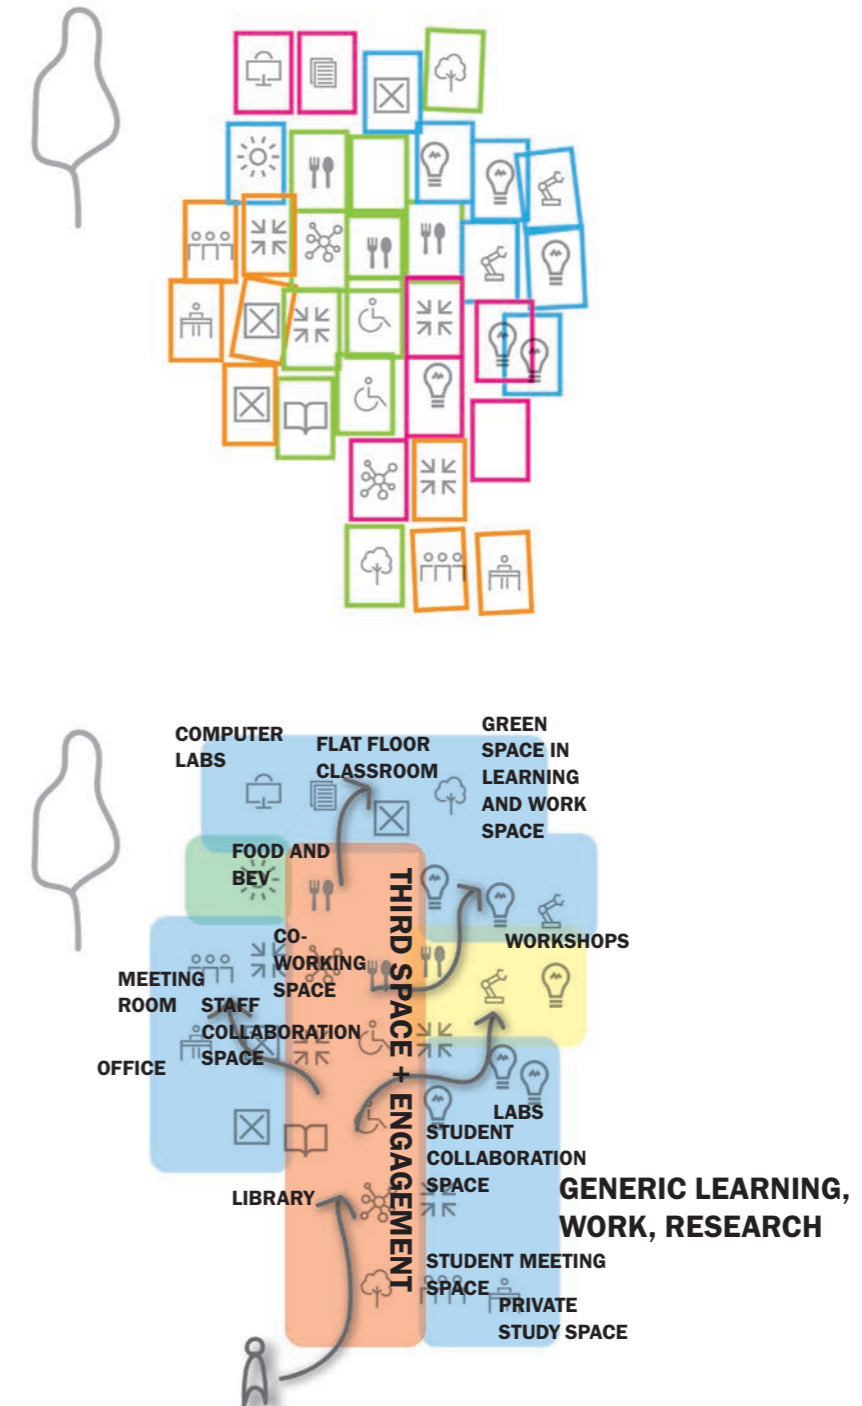 COMPUTER
LABS
FLAT FLOOR
CLASSROOM
GREEN
SPACE IN
LEARNING
AND WORK
SPACE
FOOD AND
BEV
THIRD SPACE + ENGAGEMENT
CO-
WORKING
SPACE
WORKSHOPS
MEETING
ROOM
STAFF
COLLABORATION
SPACE
OFFICE
LABS
STUDENT
COLLABORATION
SPACE
LIBRARY
GENERIC LEARNING,
WORK, RESEARCH
STUDENT MEETING
SPACE
PRIVATE
STUDY SPACE